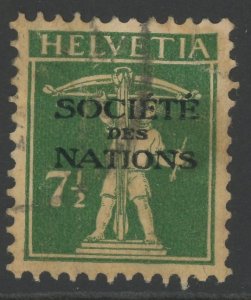 HELVETIA
SOCIÉTÉ
DES
NATIONS
7½